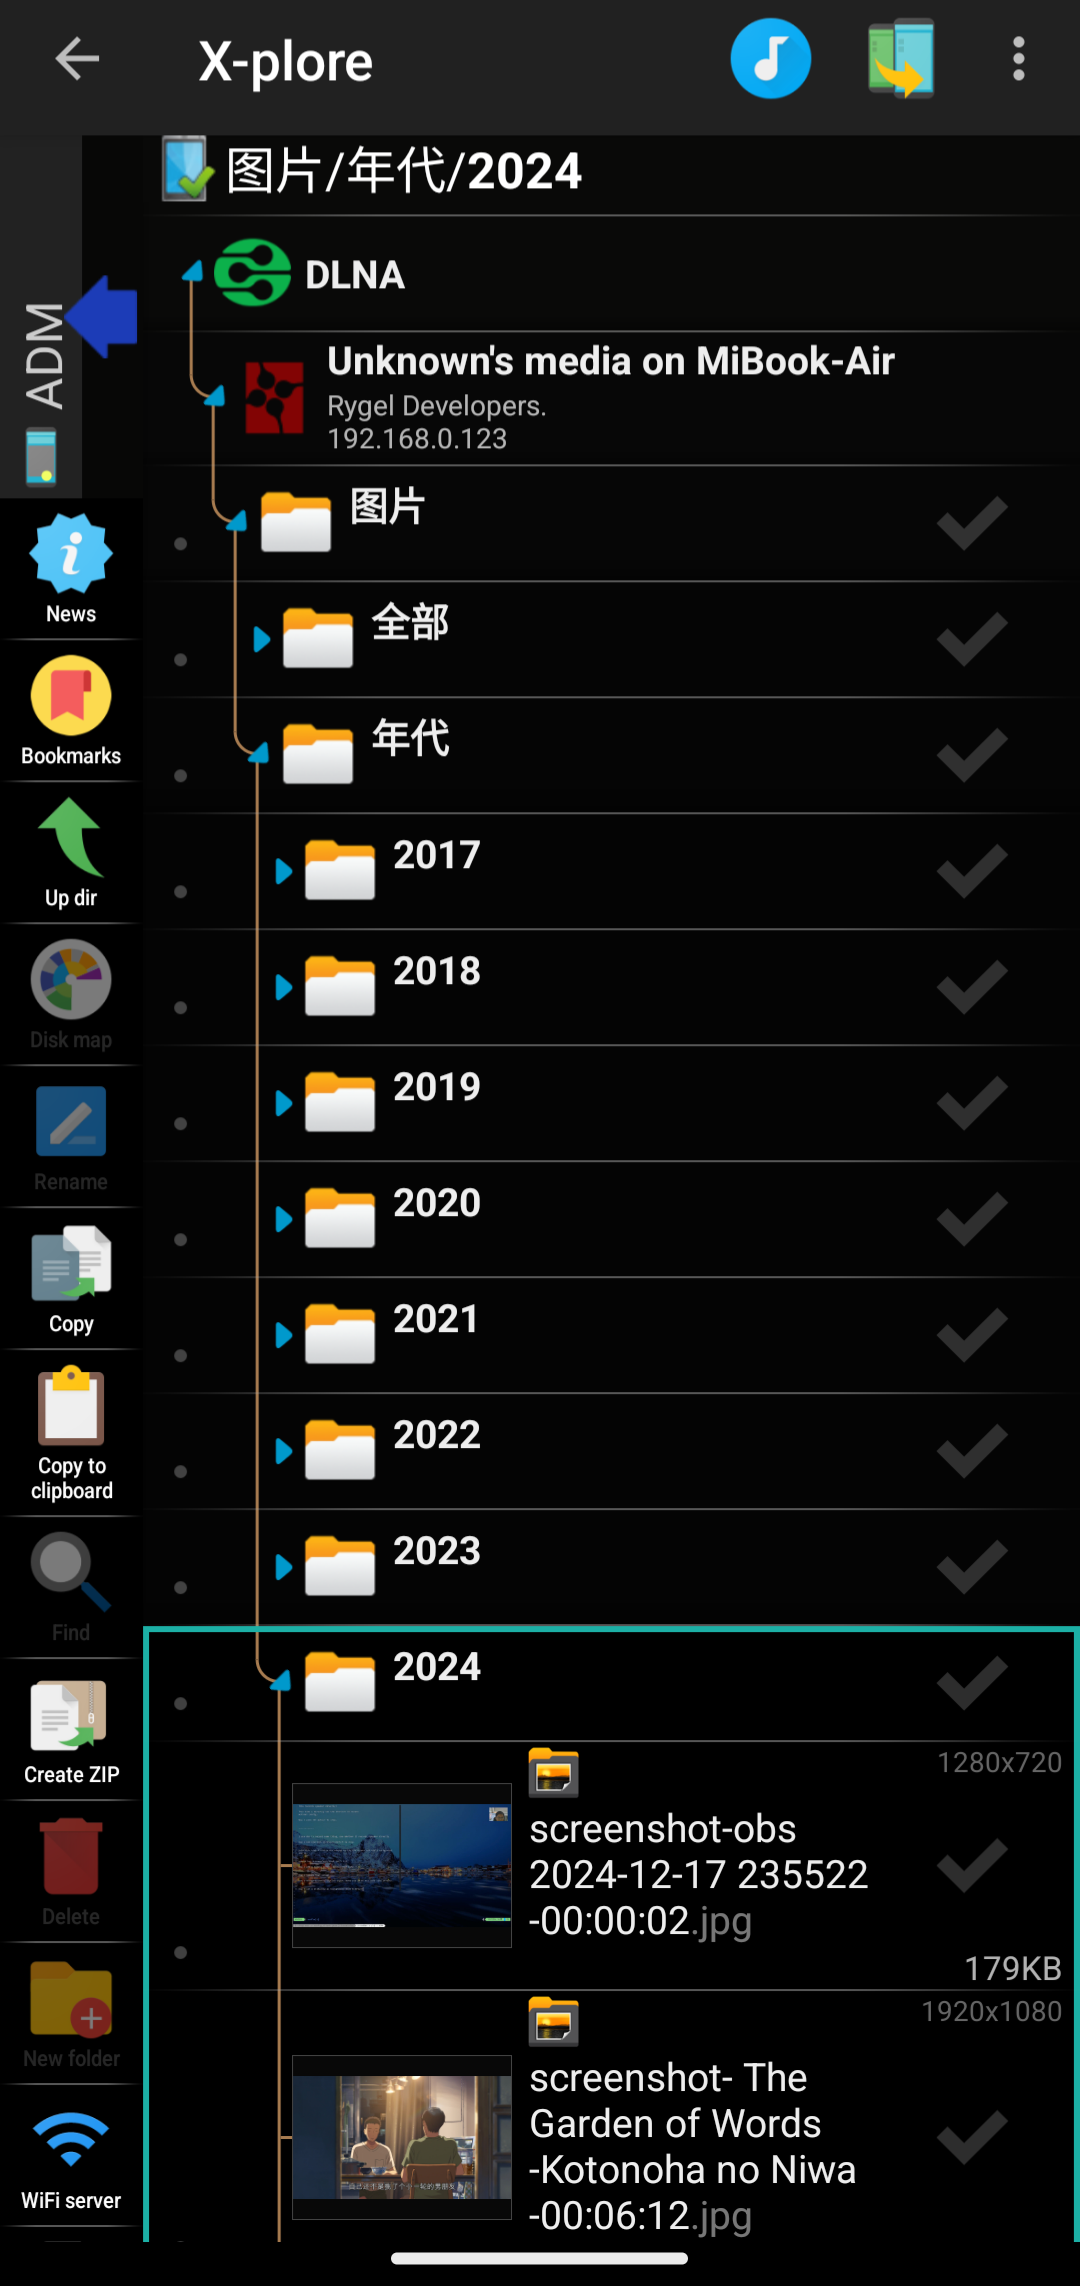 X-plore
图片/年代/2024
ADM
DLNA
Unknown's media on MiBook-Air
Rygel Developers.
192.168.0.123
图片
News
全部
Bookmarks
年代
Up dir
2017
2018
Disk map
2019
Rename
2020
Copy
2021
Copy to
clipboard
2022
Find
2023
Create ZIP
2024
1280x720
screenshot-obs
2024-12-17 235522
-00:00:02.jpg
179KB
Delete
New folder
1920x1080
screenshot- The
Garden of Words
-Kotonoha no Niwa
-00:06:12.jpg
WiFi server